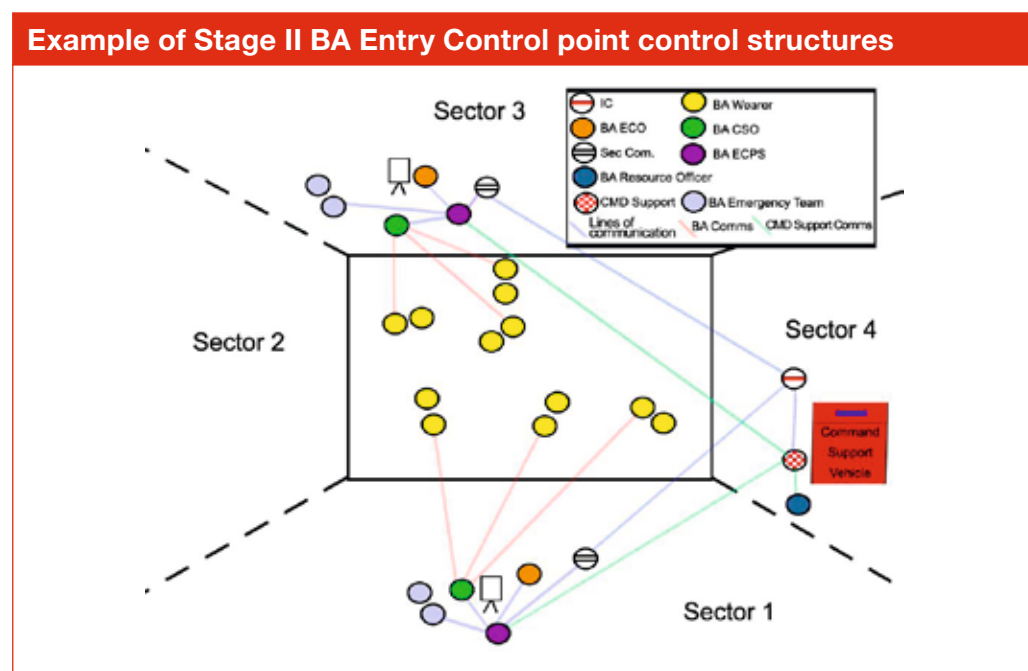 Example of Stage II BA Entry Control point control structures
Sector 3
IC
BA Wearer
BA ECO
BA CSO
Sec Com.
BA ECPS
BA Resource Officer
CMD Support
BA Emergency Team
Lines of
communication
BA Comms
CMD Support Comms
Sector 2
Sector 4
Command
Support
Vehicle
Sector 1